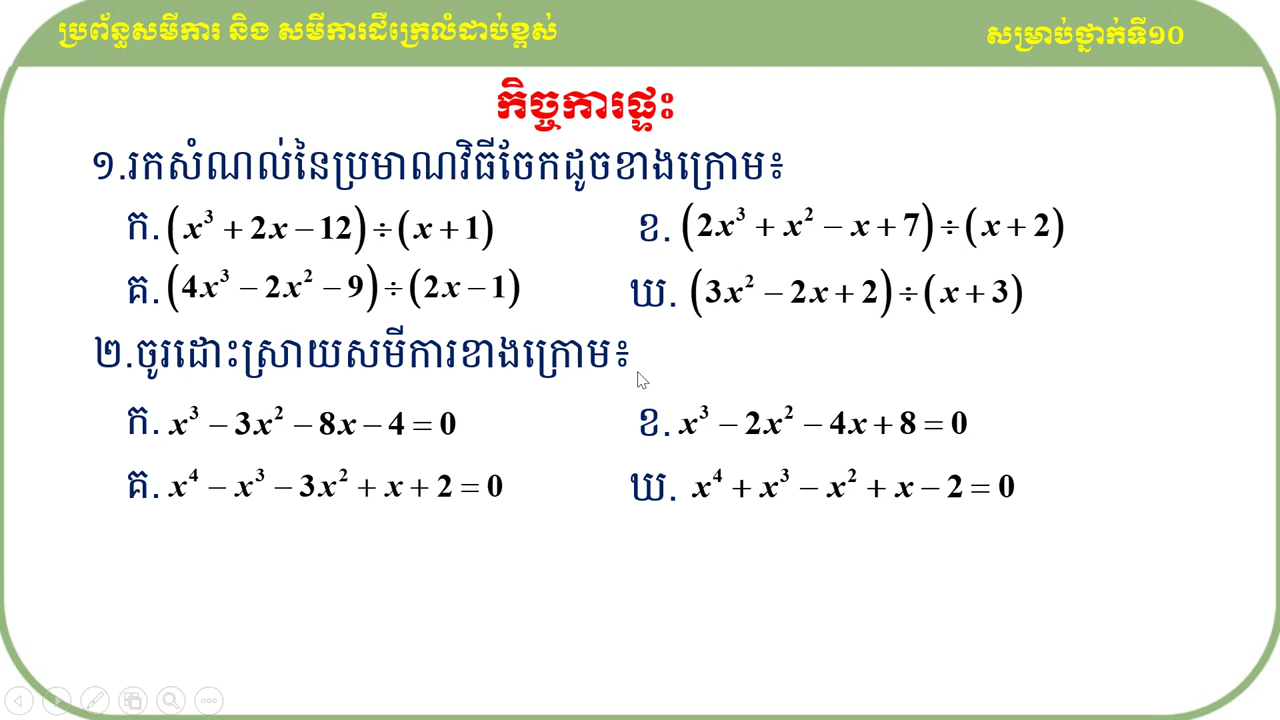 ប្រព័ន្ធសមីការ និង សមីការដឺក្រេលំដាប់ខ្ពស់ សម្រាប់ថ្នាក់ទី១០
កិច្ចការផ្ទះ
១.រកសំណល់នៃប្រមាណវិធីចែកដូចខាងក្រោម៖
ក. (x³ + 2x − 12) ÷ (x + 1) ខ. (2x³ + x² − x + 7) ÷ (x + 2)
គ. (4x³ − 2x² − 9) ÷ (2x − 1) ឃ. (3x² − 2x + 2) ÷ (x + 3)
២.ចូរដោះស្រាយសមីការខាងក្រោម៖
ក. x³ − 3x² − 8x − 4 = 0 ខ. x³ − 2x² − 4x + 8 = 0
គ. x⁴ − x³ − 3x² + x + 2 = 0 ឃ. x⁴ + x³ − x² + x − 2 = 0